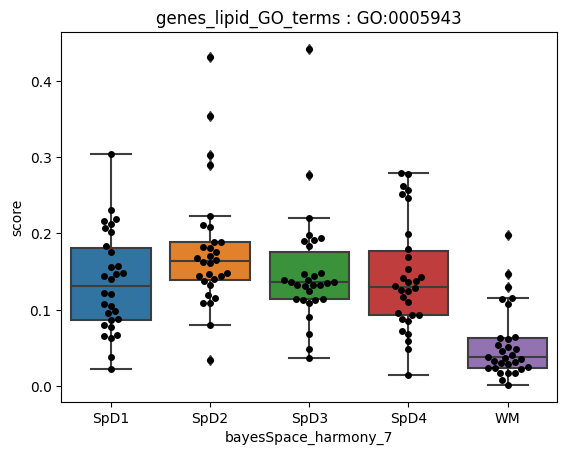 genes_lipid_GO_terms : GO:0005943
score
0.4
0.3
0.2
0.1
0.0
SpD1 SpD2 SpD3 SpD4 WM
bayesSpace_harmony_7